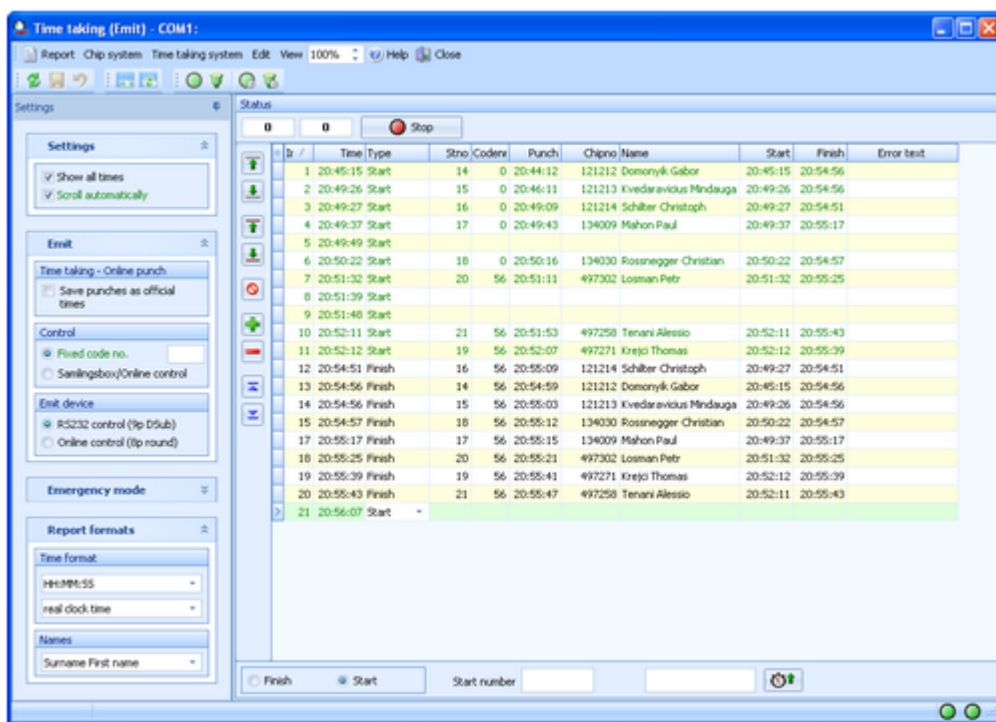 Time taking (Emit) - COM1:
Report Chip system Time taking system Edit View 100% Help Close
Settings
Status
0 0 Stop
Settings
Show all times
Scroll automatically
Emit
Time taking - Online punch
Save punches as official times
Control
Fixed code no.
Samlingsbox/Online control
Emit device
RS232 control (9p DSub)
Online control (8p round)
Emergency mode
Report formats
Time format
HH:MM:SS
real clock time
Names
Surname First name
Time Type Stno Codenr Punch Chipno Name Start Finish Error text
1 20:45:15 Start 14 0 20:44:12 121212 Domonyik Gabor 20:45:15 20:54:56
2 20:49:26 Start 15 0 20:46:11 121213 Kvedaravicius Mindauga 20:49:26 20:54:56
3 20:49:27 Start 16 0 20:49:09 121214 Schilter Christoph 20:49:27 20:54:51
4 20:49:37 Start 17 0 20:49:43 134009 Mahon Paul 20:49:37 20:55:17
5 20:49:49 Start
6 20:50:22 Start 18 0 20:50:16 134030 Rossnegger Christian 20:50:22 20:54:57
7 20:51:32 Start 20 56 20:51:11 497302 Losman Petr 20:51:32 20:55:25
8 20:51:39 Start
9 20:51:48 Start
10 20:52:11 Start 21 56 20:51:53 497258 Tenani Alessio 20:52:11 20:55:43
11 20:52:12 Start 19 56 20:52:07 497271 Krejci Thomas 20:52:12 20:55:39
12 20:54:51 Finish 16 56 20:55:09 121214 Schilter Christoph 20:49:27 20:54:51
13 20:54:56 Finish 14 56 20:54:59 121212 Domonyik Gabor 20:45:15 20:54:56
14 20:54:56 Finish 15 56 20:55:03 121213 Kvedaravicius Mindauga 20:49:26 20:54:56
15 20:54:57 Finish 18 56 20:55:12 134030 Rossnegger Christian 20:50:22 20:54:57
17 20:55:17 Finish 17 56 20:55:15 134009 Mahon Paul 20:49:37 20:55:17
18 20:55:25 Finish 20 56 20:55:21 497302 Losman Petr 20:51:32 20:55:25
19 20:55:39 Finish 19 56 20:55:41 497271 Krejci Thomas 20:52:12 20:55:39
20 20:55:43 Finish 21 56 20:55:47 497258 Tenani Alessio 20:52:11 20:55:43
21 20:56:07 Start
Finish Start Start number